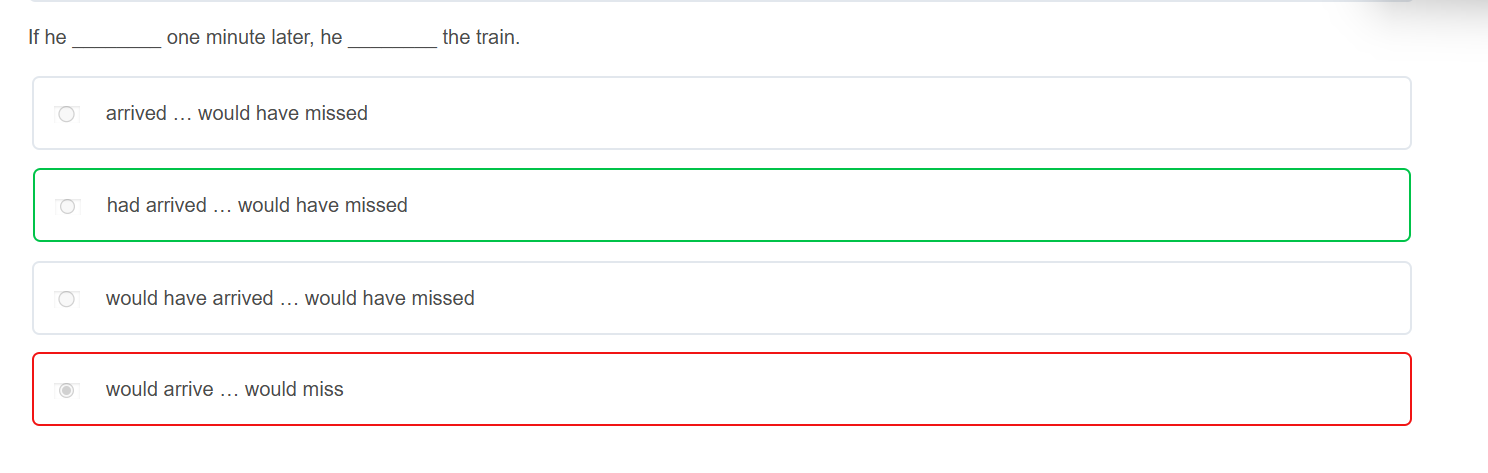 If he ________ one minute later, he ________ the train.
arrived … would have missed
had arrived … would have missed
would have arrived … would have missed
would arrive … would miss